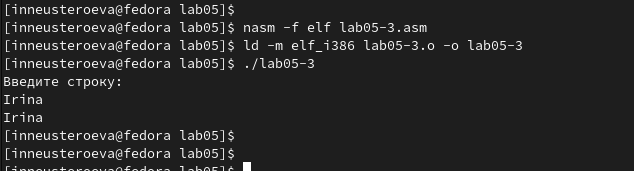 [inneusteroeva@fedora lab05]$
[inneusteroeva@fedora lab05]$ nasm -f elf lab05-3.asm
[inneusteroeva@fedora lab05]$ ld -m elf_i386 lab05-3.o -o lab05-3
[inneusteroeva@fedora lab05]$ ./lab05-3
Введите строку:
Irina
Irina
[inneusteroeva@fedora lab05]$
[inneusteroeva@fedora lab05]$
[inneusteroeva@fedora lab05]$